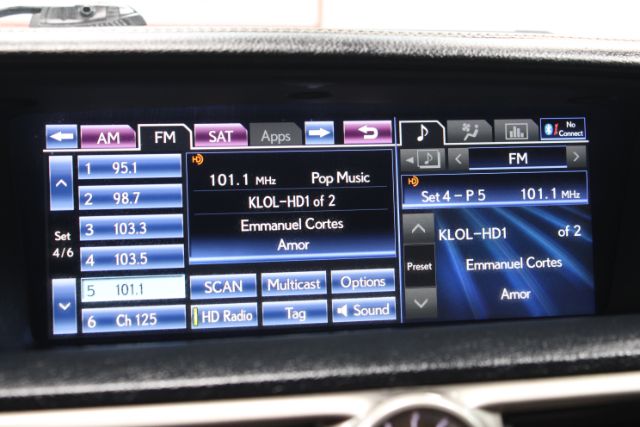 AM FM SAT Apps
No Connect
1 95.1
2 98.7
3 103.3
4 103.5
5 101.1
6 Ch 125
Set
4/6
HD
101.1 MHz Pop Music
KLOL-HD1 of 2
Emmanuel Cortes
Amor
SCAN Multicast Options
HD Radio Tag Sound
FM
HD
Set 4 - P 5 101.1 MHz
Preset
KLOL-HD1 of 2
Emmanuel Cortes
Amor